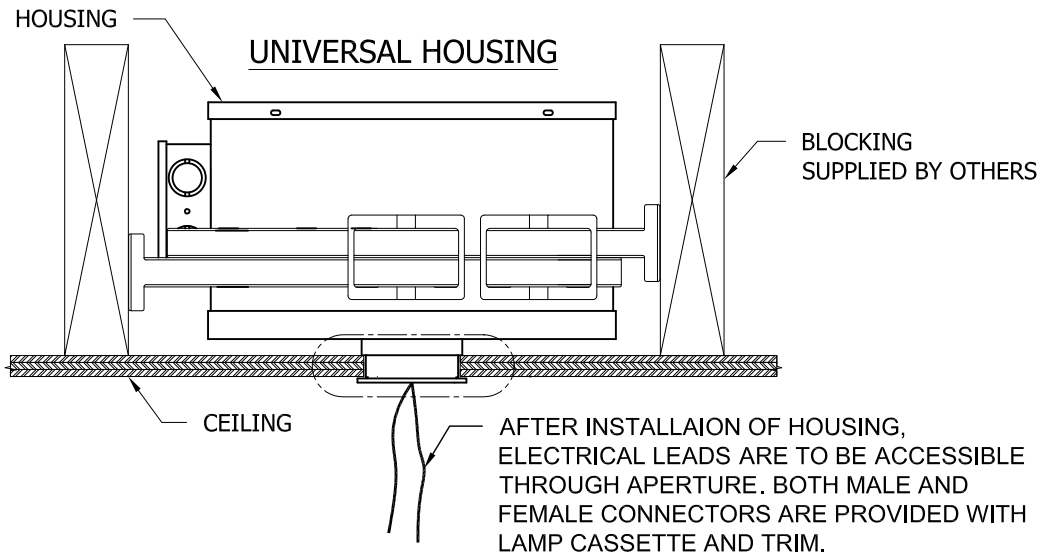 HOUSING
UNIVERSAL HOUSING
BLOCKING
SUPPLIED BY OTHERS
CEILING
AFTER INSTALLAION OF HOUSING,
ELECTRICAL LEADS ARE TO BE ACCESSIBLE
THROUGH APERTURE. BOTH MALE AND
FEMALE CONNECTORS ARE PROVIDED WITH
LAMP CASSETTE AND TRIM.